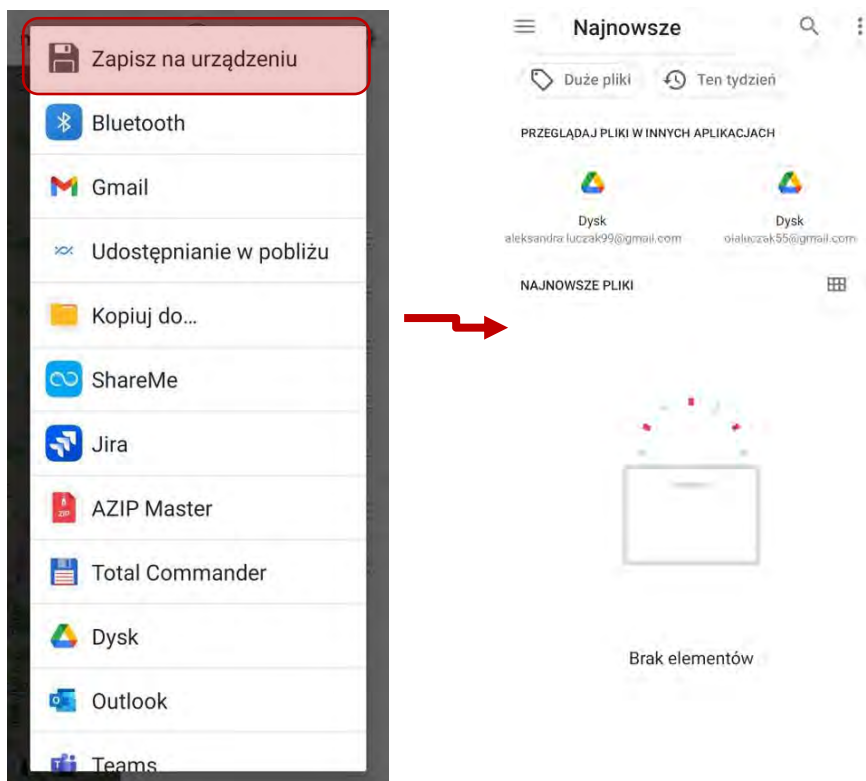 Zapisz na urządzeniu
Bluetooth
Gmail
Udostępnianie w pobliżu
Kopiuj do...
ShareMe
Jira
AZIP Master
Total Commander
Dysk
Outlook
Teams
Najnowsze
Duże pliki Ten tydzień
PRZEGLĄDAJ PLIKI W INNYCH APLIKACJACH
Dysk Dysk
aleksandra.luczak99@gmail.com olaluczak55@gmail.com
NAJNOWSZE PLIKI
Brak elementów